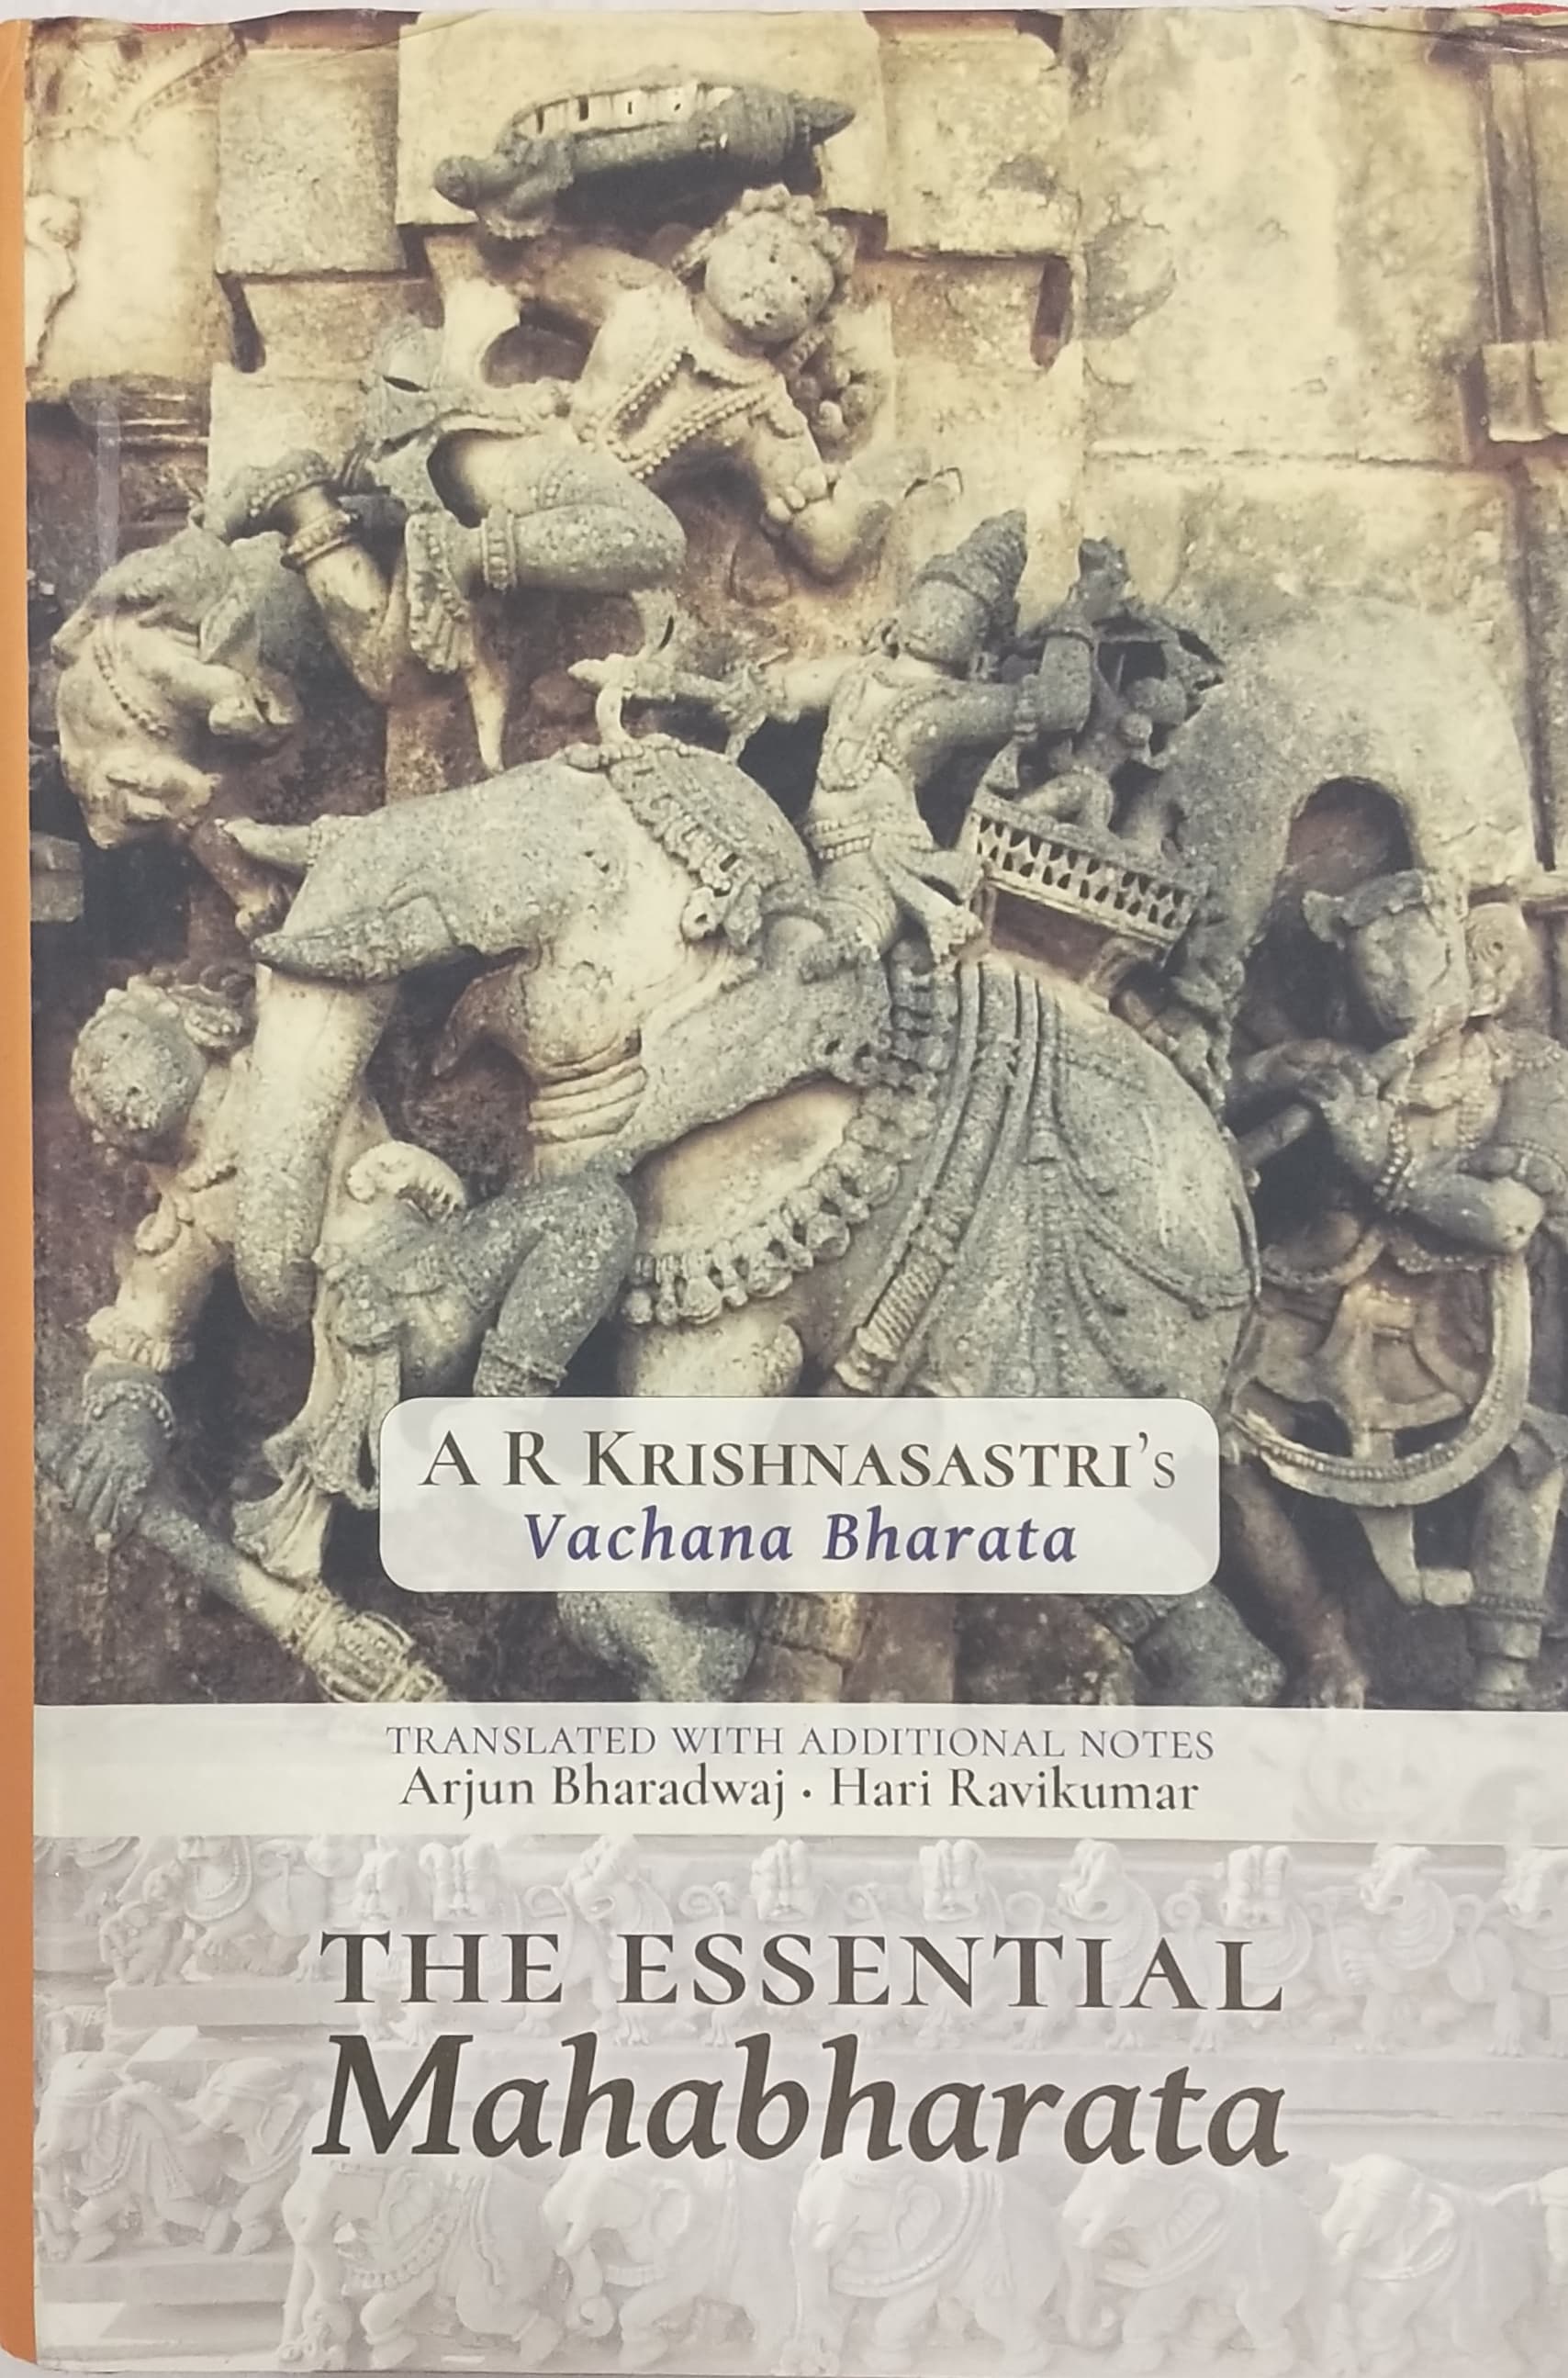 A R KRISHNASASTRI's
Vachana Bharata
TRANSLATED WITH ADDITIONAL NOTES
Arjun Bharadwaj · Hari Ravikumar
THE ESSENTIAL
Mahabharata